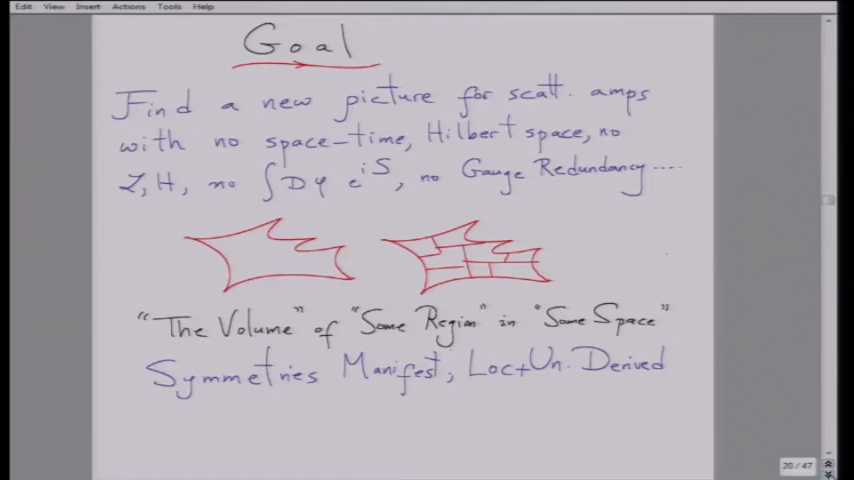 Edit View Insert Actions Tools Help
Goal
Find a new picture for scatt. amps
with no space-time, Hilbert space, no
L, H, no ∫Dφ e^{iS}, no Gauge Redundancy....
"The Volume" of "Some Region" in "Some Space"
Symmetries Manifest; Loc+Un. Derived
20 / 47